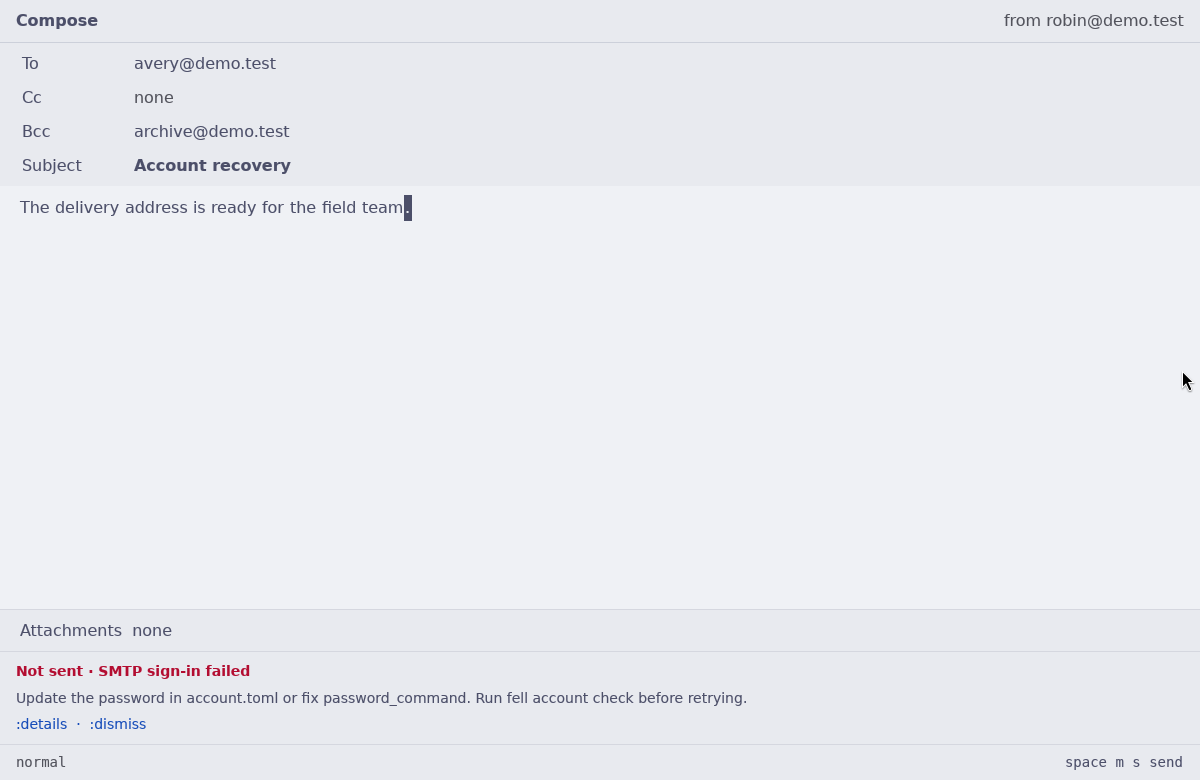 Compose from robin@demo.test
To avery@demo.test
Cc none
Bcc archive@demo.test
Subject Account recovery
The delivery address is ready for the field team.
Attachments none
Not sent · SMTP sign-in failed
Update the password in account.toml or fix password_command. Run fell account check before retrying.
:details · :dismiss
normal space m s send